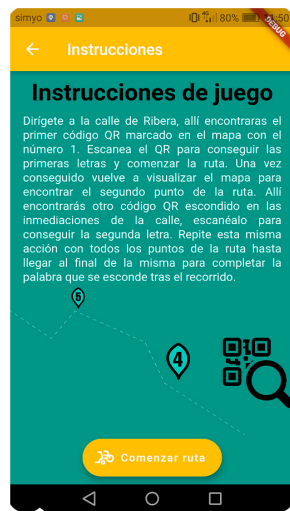 simyo 80% :50
DEBUG
Instrucciones
Instrucciones de juego
Dirígete a la calle de Ribera, allí encontraras el
primer código QR marcado en el mapa con el
número 1. Escanea el QR para conseguir las
primeras letras y comenzar la ruta. Una vez
conseguido vuelve a visualizar el mapa para
encontrar el segundo punto de la ruta. Allí
encontrarás otro código QR escondido en las
inmediaciones de la calle, escanéalo para
conseguir la segunda letra. Repite esta misma
acción con todos los puntos de la ruta hasta
llegar al final de la misma para completar la
palabra que se esconde tras el recorrido.
5
4
Comenzar ruta